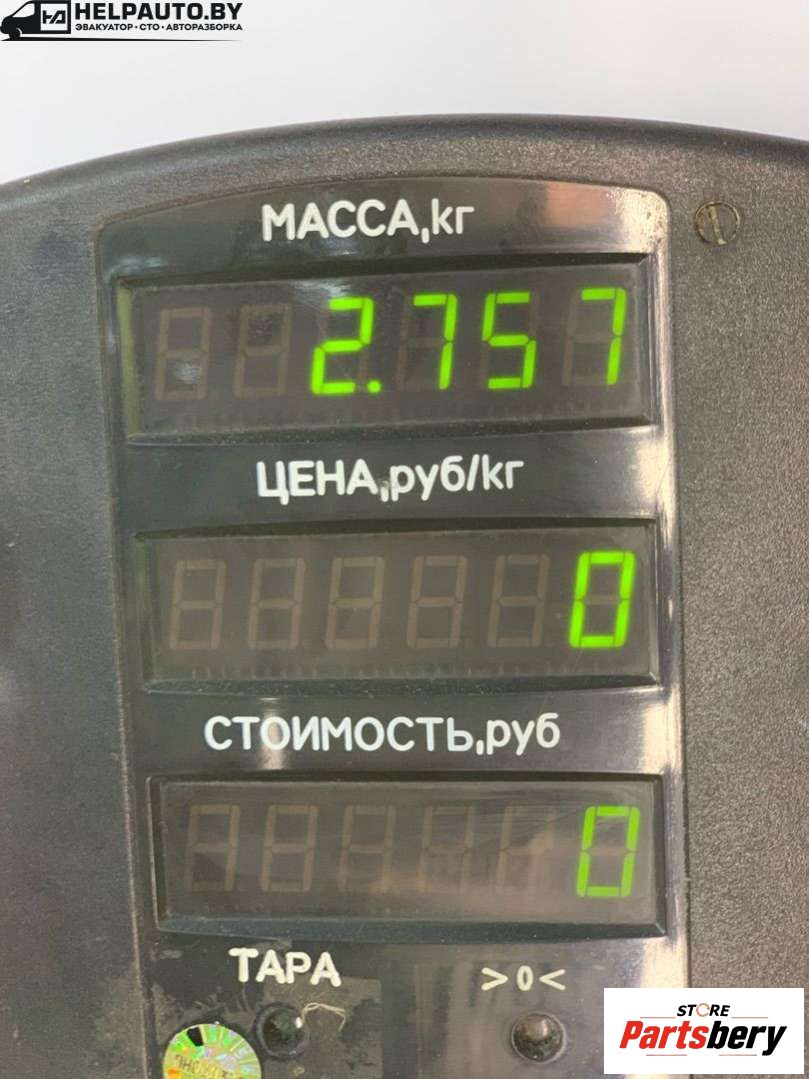 HELPAUTO.BY
ЭВАКУАТОР • СТО • АВТОРАЗБОРКА
МАССА,кг
2.757
ЦЕНА,руб/кг
0
СТОИМОСТЬ,руб
0
ТАРА
>0<
STORE
Partsbery